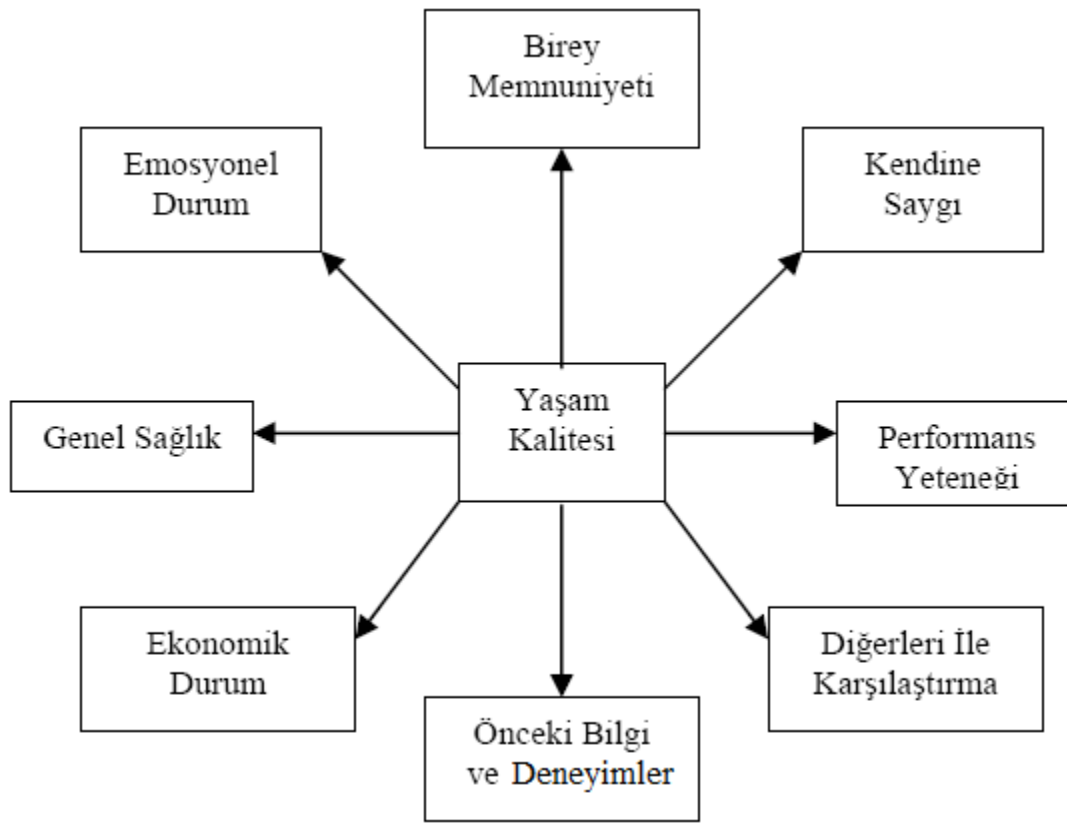 Birey
Memnuniyeti
Emosyonel
Durum
Kendine
Saygı
Yaşam
Kalitesi
Genel Sağlık
Performans
Yeteneği
Ekonomik
Durum
Diğerleri İle
Karşılaştırma
Önceki Bilgi
ve Deneyimler